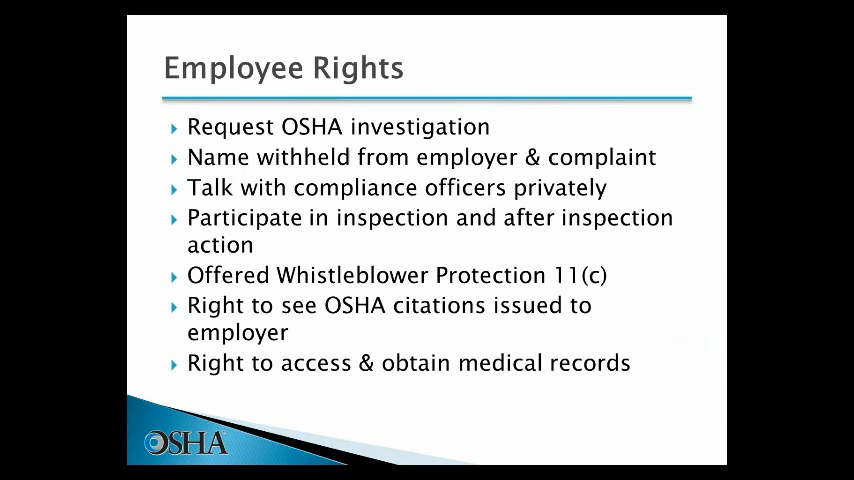 Employee Rights
Request OSHA investigation
Name withheld from employer & complaint
Talk with compliance officers privately
Participate in inspection and after inspection
action
Offered Whistleblower Protection 11(c)
Right to see OSHA citations issued to
employer
Right to access & obtain medical records
OSHA